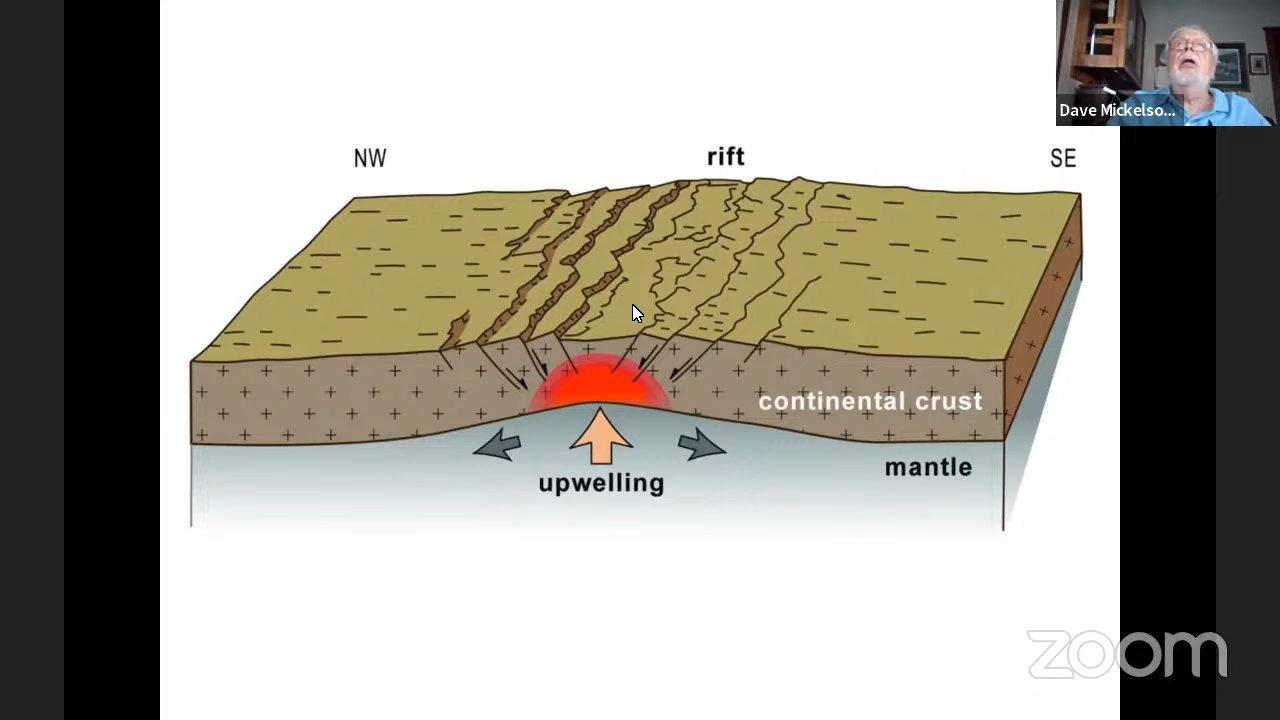 Dave Mickelso...
NW
rift
SE
continental crust
mantle
upwelling
zoom